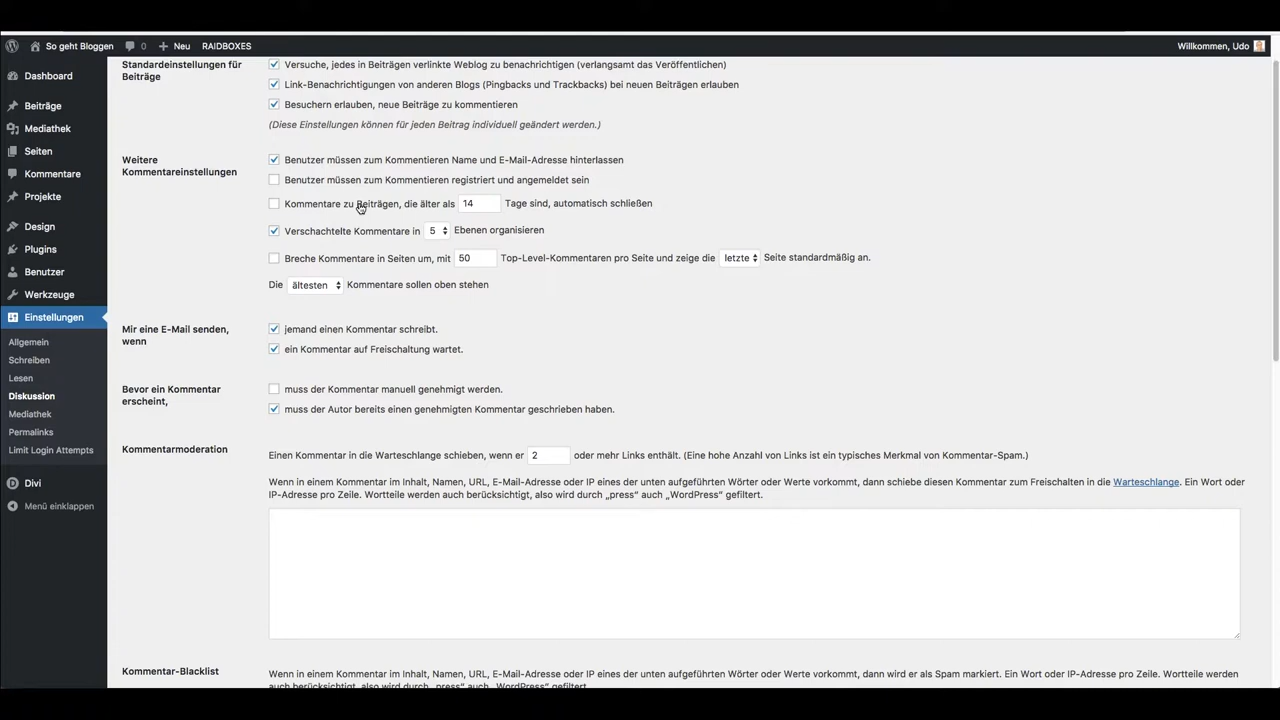 So geht Bloggen 0 Neu RAIDBOXES Willkommen, Udo
Dashboard
Beiträge
Mediathek
Seiten
Kommentare
Projekte
Design
Plugins
Benutzer
Werkzeuge
Einstellungen
Allgemein
Schreiben
Lesen
Diskussion
Mediathek
Permalinks
Limit Login Attempts
Divi
Menü einklappen
Standardeinstellungen für
Beiträge
Versuche, jedes in Beiträgen verlinkte Weblog zu benachrichtigen (verlangsamt das Veröffentlichen)
Link-Benachrichtigungen von anderen Blogs (Pingbacks und Trackbacks) bei neuen Beiträgen erlauben
Besuchern erlauben, neue Beiträge zu kommentieren
(Diese Einstellungen können für jeden Beitrag individuell geändert werden.)
Weitere
Kommentareinstellungen
Benutzer müssen zum Kommentieren Name und E-Mail-Adresse hinterlassen
Benutzer müssen zum Kommentieren registriert und angemeldet sein
Kommentare zu Beiträgen, die älter als 14 Tage sind, automatisch schließen
Verschachtelte Kommentare in 5 Ebenen organisieren
Breche Kommentare in Seiten um, mit 50 Top-Level-Kommentaren pro Seite und zeige die letzte Seite standardmäßig an.
Die ältesten Kommentare sollen oben stehen
Mir eine E-Mail senden,
wenn
jemand einen Kommentar schreibt.
ein Kommentar auf Freischaltung wartet.
Bevor ein Kommentar
erscheint,
muss der Kommentar manuell genehmigt werden.
muss der Autor bereits einen genehmigten Kommentar geschrieben haben.
Kommentarmoderation
Einen Kommentar in die Warteschlange schieben, wenn er 2 oder mehr Links enthält. (Eine hohe Anzahl von Links ist ein typisches Merkmal von Kommentar-Spam.)
Wenn in einem Kommentar im Inhalt, Namen, URL, E-Mail-Adresse oder IP eines der unten aufgeführten Wörter oder Werte vorkommt, dann schiebe diesen Kommentar zum Freischalten in die Warteschlange. Ein Wort oder
IP-Adresse pro Zeile. Wortteile werden auch berücksichtigt, also wird durch „press“ auch „WordPress“ gefiltert.
Kommentar-Blacklist
Wenn in einem Kommentar im Inhalt, Namen, URL, E-Mail-Adresse oder IP eines der unten aufgeführten Wörter oder Werte vorkommt, dann wird er als Spam markiert. Ein Wort oder IP-Adresse pro Zeile. Wortteile werden
auch berücksichtigt, also wird durch „press“ auch „WordPress“ gefiltert.